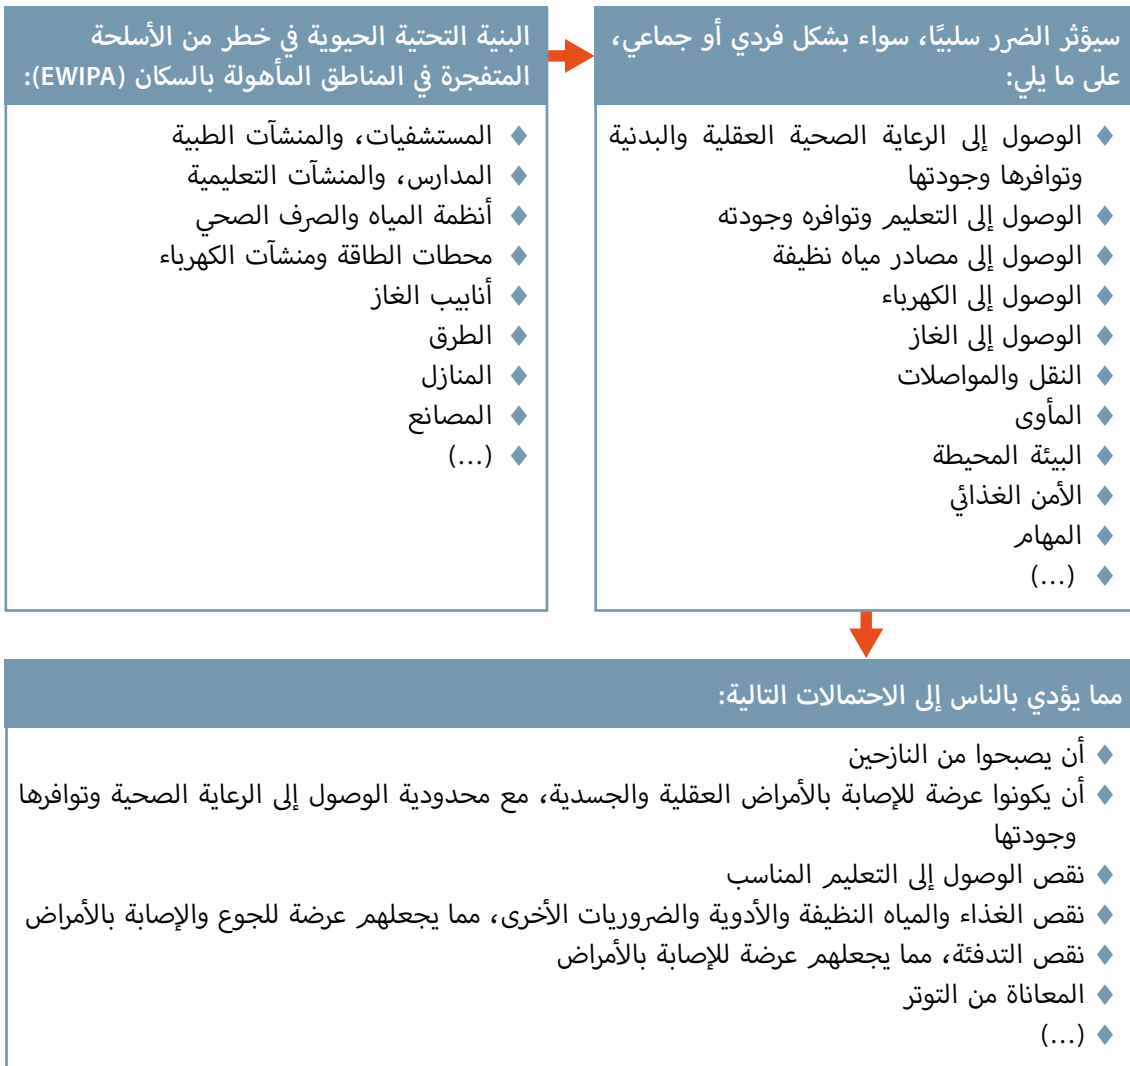 البنية التحتية الحيوية في خطر من الأسلحة
المتفجرة في المناطق المأهولة بالسكان (EWIPA):
♦ المستشفيات، والمنشآت الطبية
♦ المدارس، والمنشآت التعليمية
♦ أنظمة المياه والصرف الصحي
♦ محطات الطاقة ومنشآت الكهرباء
♦ أنابيب الغاز
♦ الطرق
♦ المنازل
♦ المصانع
♦ (...)
سيؤثر الضرر سلبيًا، سواء بشكل فردي أو جماعي،
على ما يلي:
♦ الوصول إلى الرعاية الصحية العقلية والبدنية
وتوافرها وجودتها
♦ الوصول إلى التعليم وتوافره وجودته
♦ الوصول إلى مصادر مياه نظيفة
♦ الوصول إلى الكهرباء
♦ الوصول إلى الغاز
♦ النقل والمواصلات
♦ المأوى
♦ البيئة المحيطة
♦ الأمن الغذائي
♦ المهام
♦ (...)
مما يؤدي بالناس إلى الاحتمالات التالية:
♦ أن يصبحوا من النازحين
♦ أن يكونوا عرضة للإصابة بالأمراض العقلية والجسدية، مع محدودية الوصول إلى الرعاية الصحية وتوافرها
وجودتها
♦ نقص الوصول إلى التعليم المناسب
♦ نقص الغذاء والمياه النظيفة والأدوية والضروريات الأخرى، مما يجعلهم عرضة للجوع والإصابة بالأمراض
♦ نقص التدفئة، مما يجعلهم عرضة للإصابة بالأمراض
♦ المعاناة من التوتر
♦ (...)